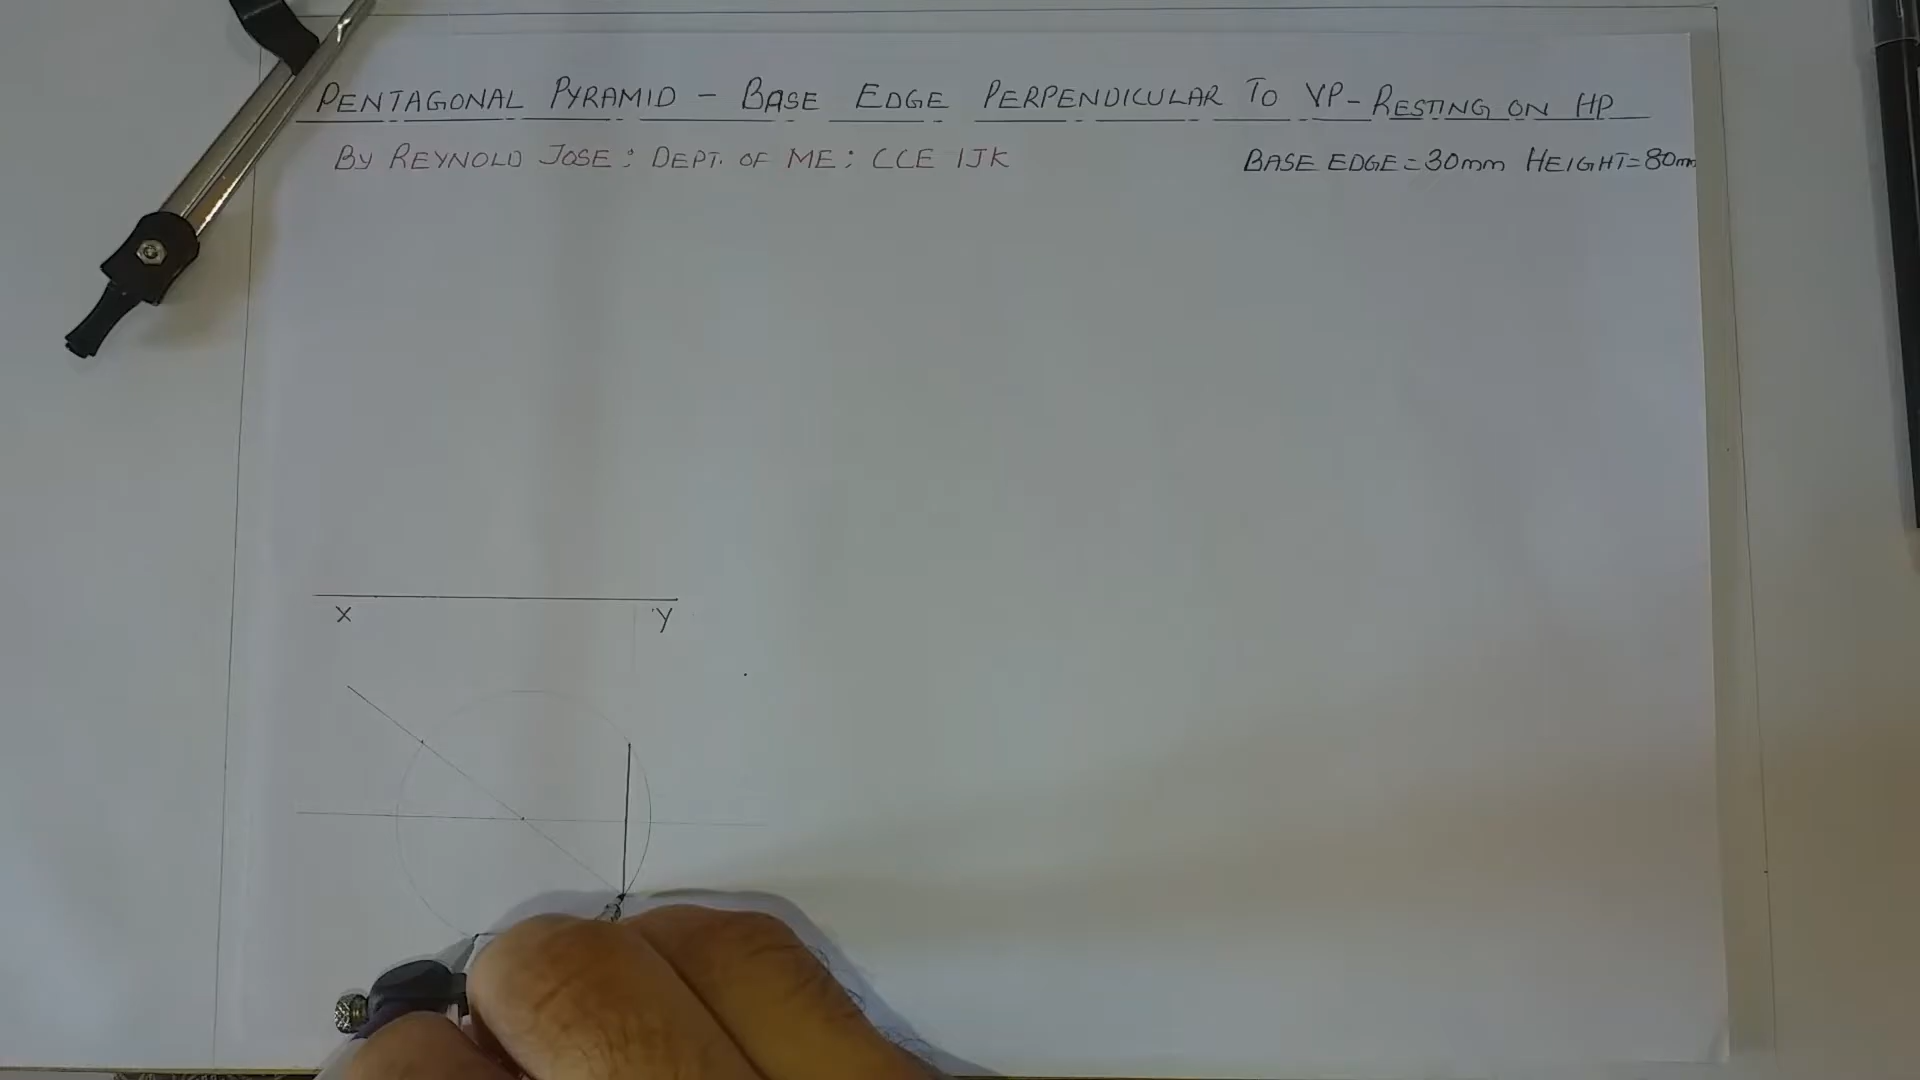 PENTAGONAL PYRAMID - BASE EDGE PERPENDICULAR TO VP - RESTING ON HP
BY REYNOLD JOSE : DEPT. OF ME ; CCE IJK
BASE EDGE = 30mm HEIGHT = 80mm
X Y